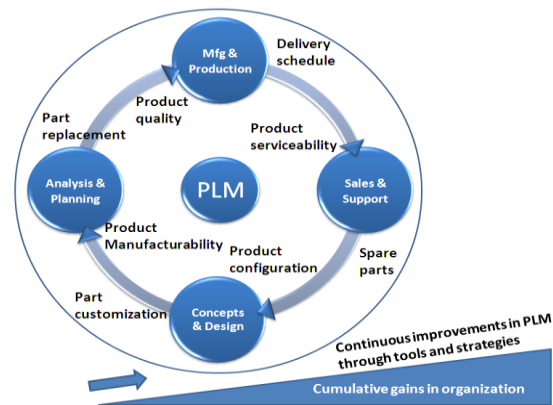 Mfg &
Production
Delivery
schedule
Product
serviceability
Sales &
Support
Spare
parts
Product
configuration
Concepts
& Design
Part
customization
Product
Manufacturability
Analysis &
Planning
Part
replacement
Product
quality
PLM
Continuous improvements in PLM
through tools and strategies
Cumulative gains in organization